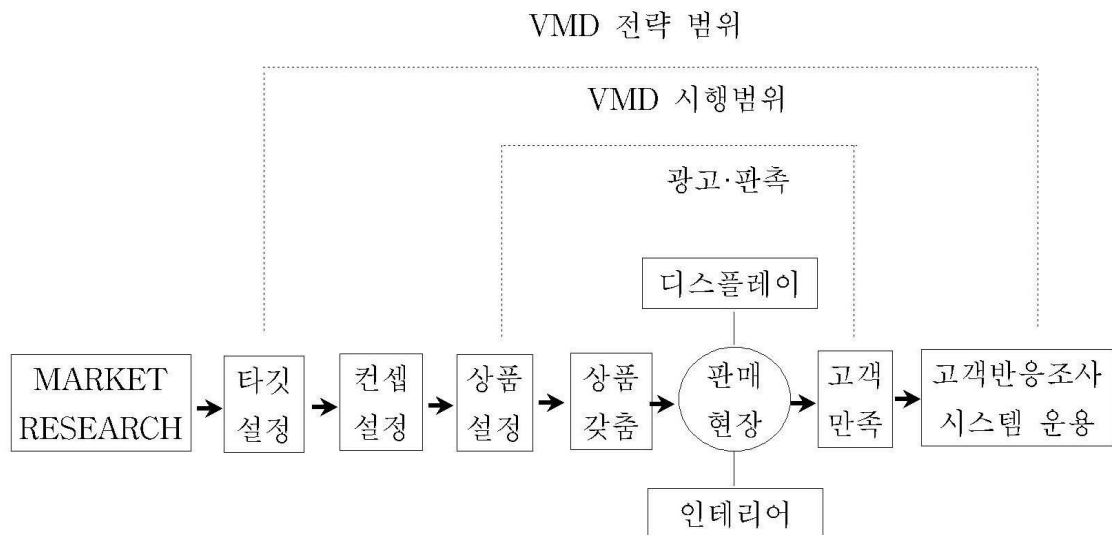 VMD 전략 범위
VMD 시행범위
광고·판촉
디스플레이
MARKET
RESEARCH
타깃
설정
컨셉
설정
상품
설정
상품
갖춤
판매
현장
고객
만족
고객반응조사
시스템 운용
인테리어